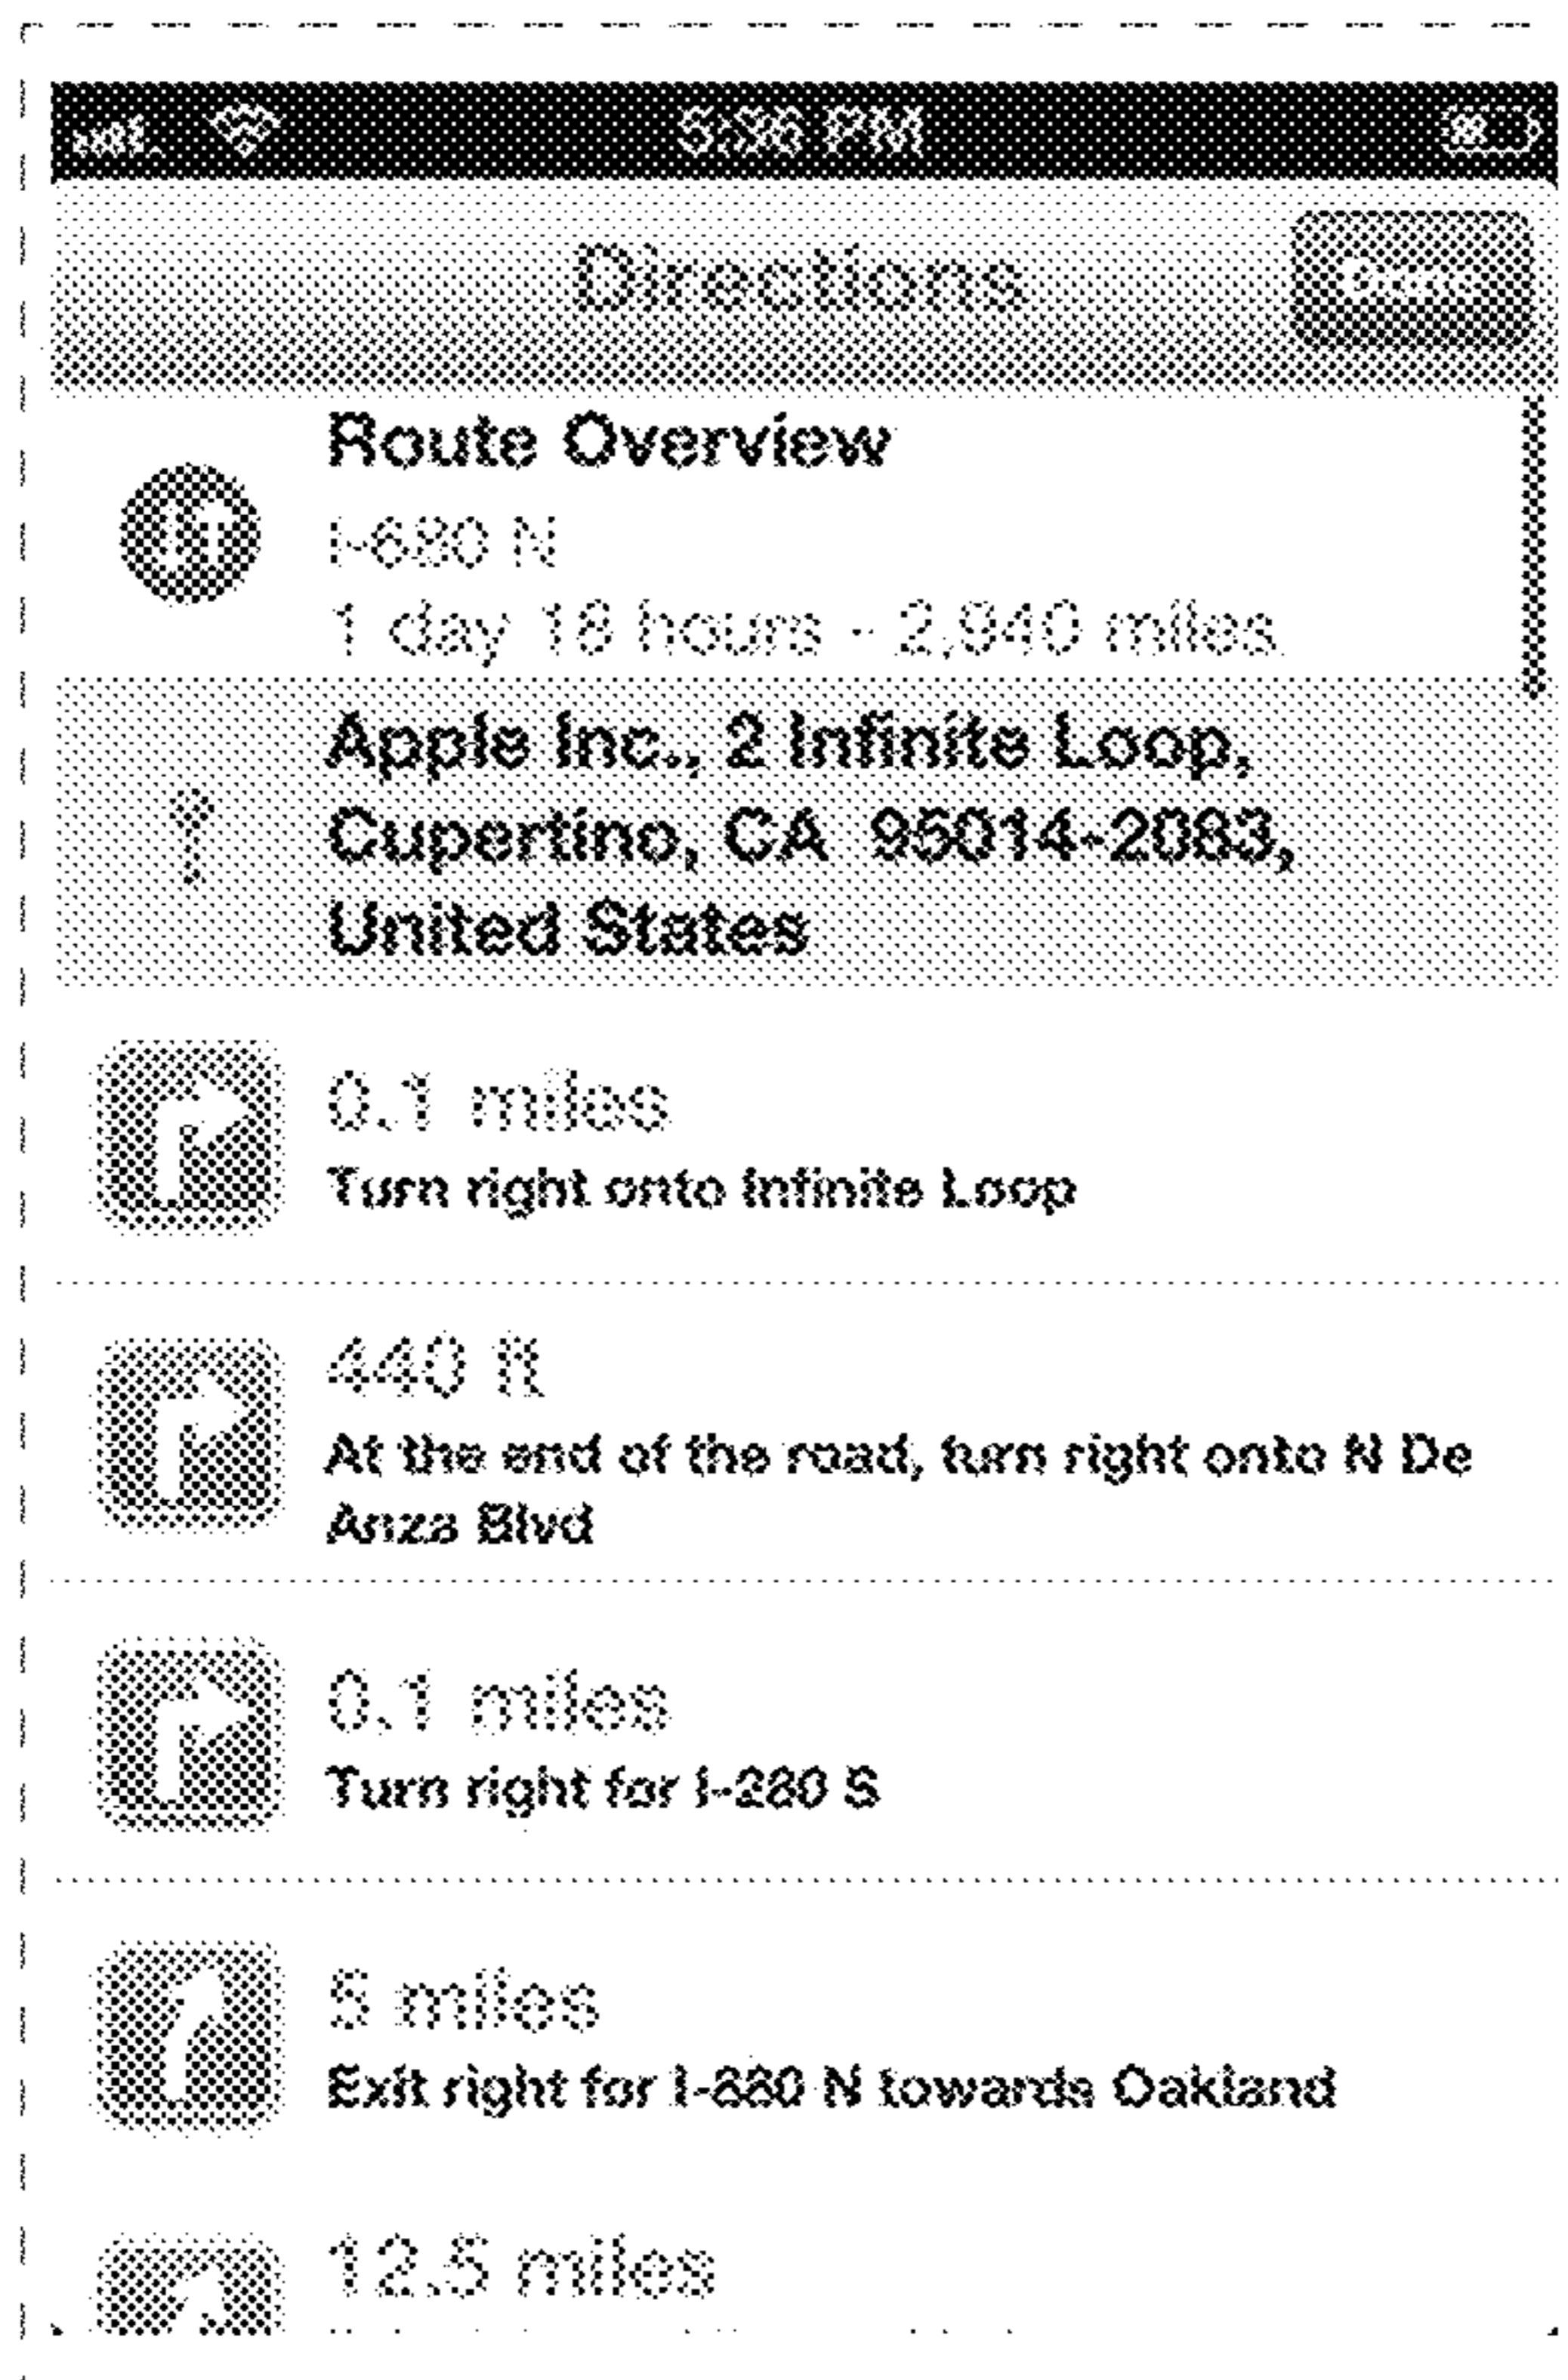 5:36 PM
Directions
Route Overview
I-680 N
1 day 18 hours - 2,940 miles
Apple Inc., 2 Infinite Loop,
Cupertino, CA 95014-2083,
United States
0.1 miles
Turn right onto Infinite Loop
440 ft
At the end of the road, turn right onto N De
Anza Blvd
0.1 miles
Turn right for I-280 S
5 miles
Exit right for I-880 N towards Oakland
12.5 miles